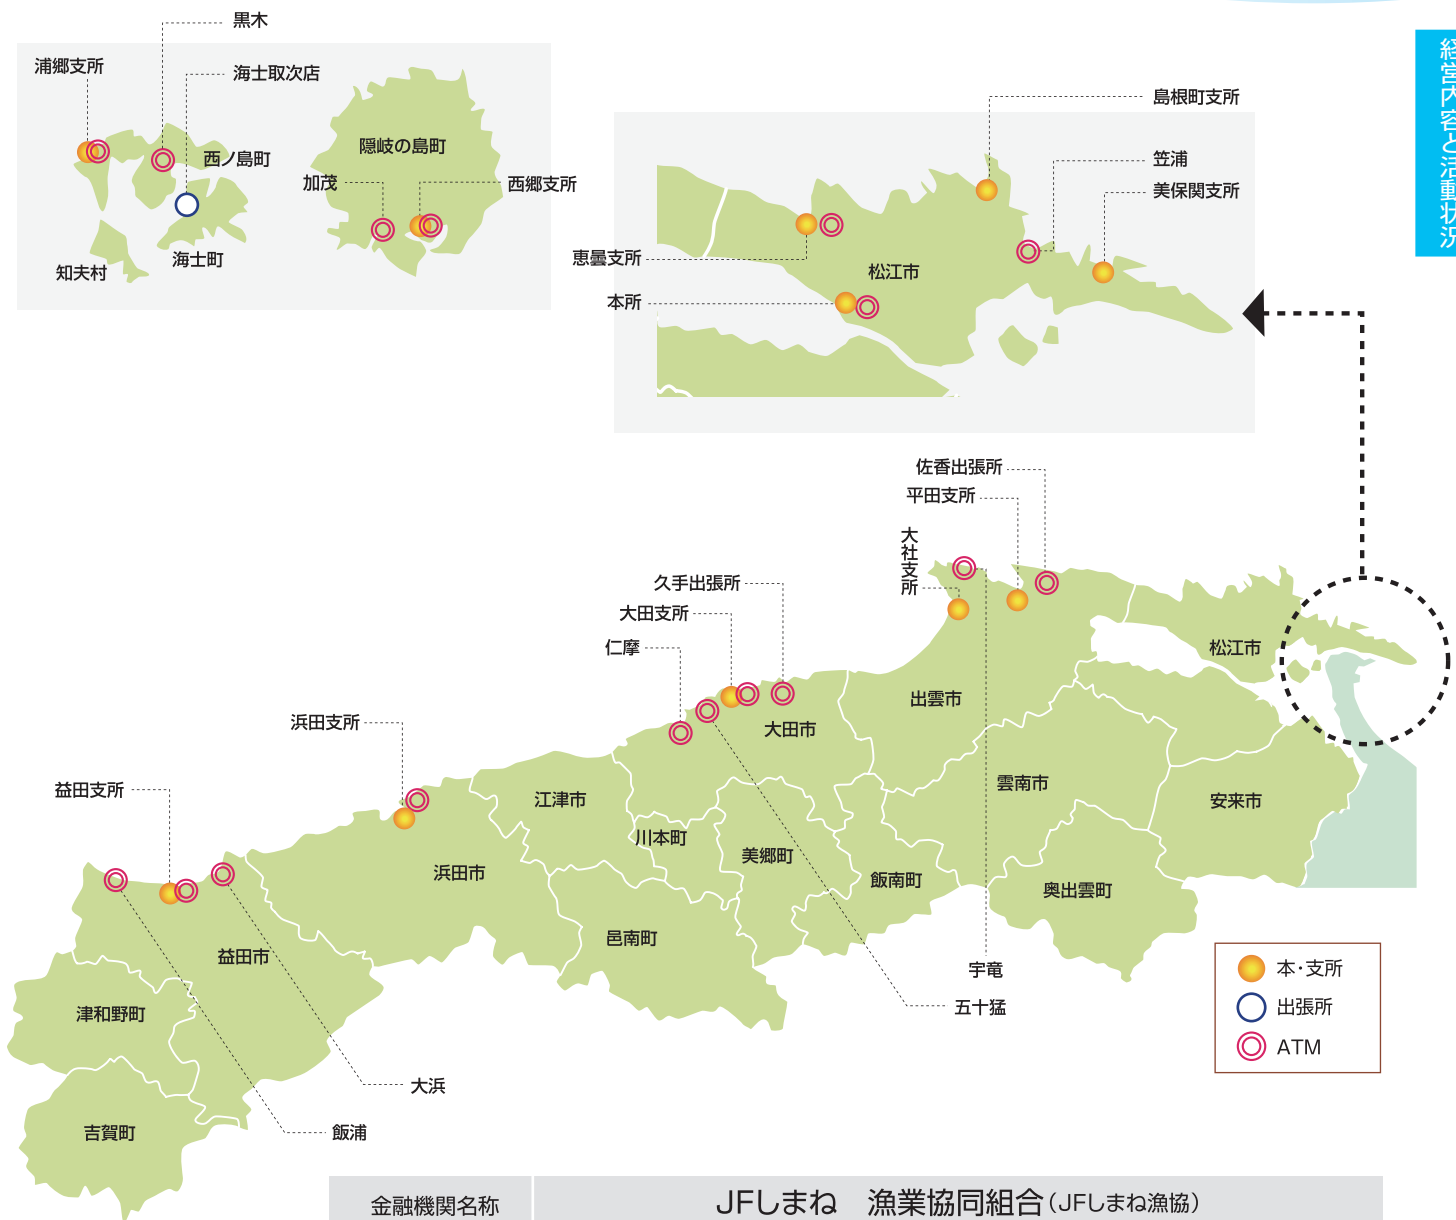 経営内容と活動状況
黒木
浦郷支所
海士取次店
西ノ島町
隠岐の島町
加茂
西郷支所
海士町
知夫村
島根町支所
笠浦
美保関支所
恵曇支所
松江市
本所
佐香出張所
平田支所
大社支所
久手出張所
大田支所
仁摩
松江市
出雲市
浜田支所
大田市
雲南市
益田支所
江津市
安来市
川本町
美郷町
浜田市
飯南町
奥出雲町
邑南町
益田市
宇竜
本・支所
五十猛
出張所
津和野町
ATM
大浜
吉賀町
飯浦
金融機関名称
JFしまね 漁業協同組合(JFしまね漁協)